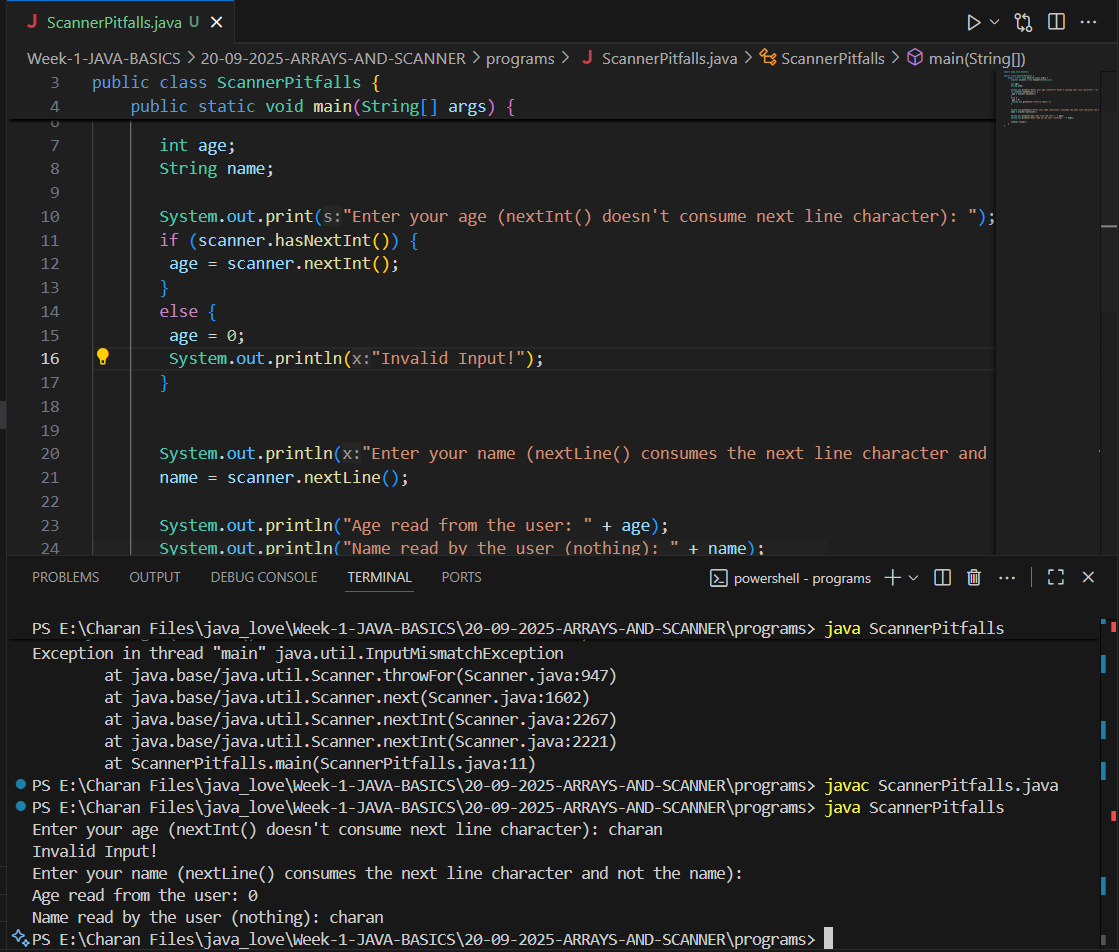 J ScannerPitfalls.java U
Week-1-JAVA-BASICS > 20-09-2025-ARRAYS-AND-SCANNER > programs > J ScannerPitfalls.java > ScannerPitfalls > main(String[])
3 public class ScannerPitfalls {
4 public static void main(String[] args) {
6
7 int age;
8 String name;
9
10 System.out.print(s:"Enter your age (nextInt() doesn't consume next line character): ");
11 if (scanner.hasNextInt()) {
12 age = scanner.nextInt();
13 }
14 else {
15 age = 0;
16 System.out.println(x:"Invalid Input!");
17 }
18
19
20 System.out.println(x:"Enter your name (nextLine() consumes the next line character and
21 name = scanner.nextLine();
22
23 System.out.println("Age read from the user: " + age);
24 System.out.println("Name read by the user (nothing): " + name);
PROBLEMS OUTPUT DEBUG CONSOLE TERMINAL PORTS powershell - programs
PS E:\Charan Files\java_love\Week-1-JAVA-BASICS\20-09-2025-ARRAYS-AND-SCANNER\programs> java ScannerPitfalls
Exception in thread "main" java.util.InputMismatchException
at java.base/java.util.Scanner.throwFor(Scanner.java:947)
at java.base/java.util.Scanner.next(Scanner.java:1602)
at java.base/java.util.Scanner.nextInt(Scanner.java:2267)
at java.base/java.util.Scanner.nextInt(Scanner.java:2221)
at ScannerPitfalls.main(ScannerPitfalls.java:11)
PS E:\Charan Files\java_love\Week-1-JAVA-BASICS\20-09-2025-ARRAYS-AND-SCANNER\programs> javac ScannerPitfalls.java
PS E:\Charan Files\java_love\Week-1-JAVA-BASICS\20-09-2025-ARRAYS-AND-SCANNER\programs> java ScannerPitfalls
Enter your age (nextInt() doesn't consume next line character): charan
Invalid Input!
Enter your name (nextLine() consumes the next line character and not the name):
Age read from the user: 0
Name read by the user (nothing): charan
PS E:\Charan Files\java_love\Week-1-JAVA-BASICS\20-09-2025-ARRAYS-AND-SCANNER\programs>